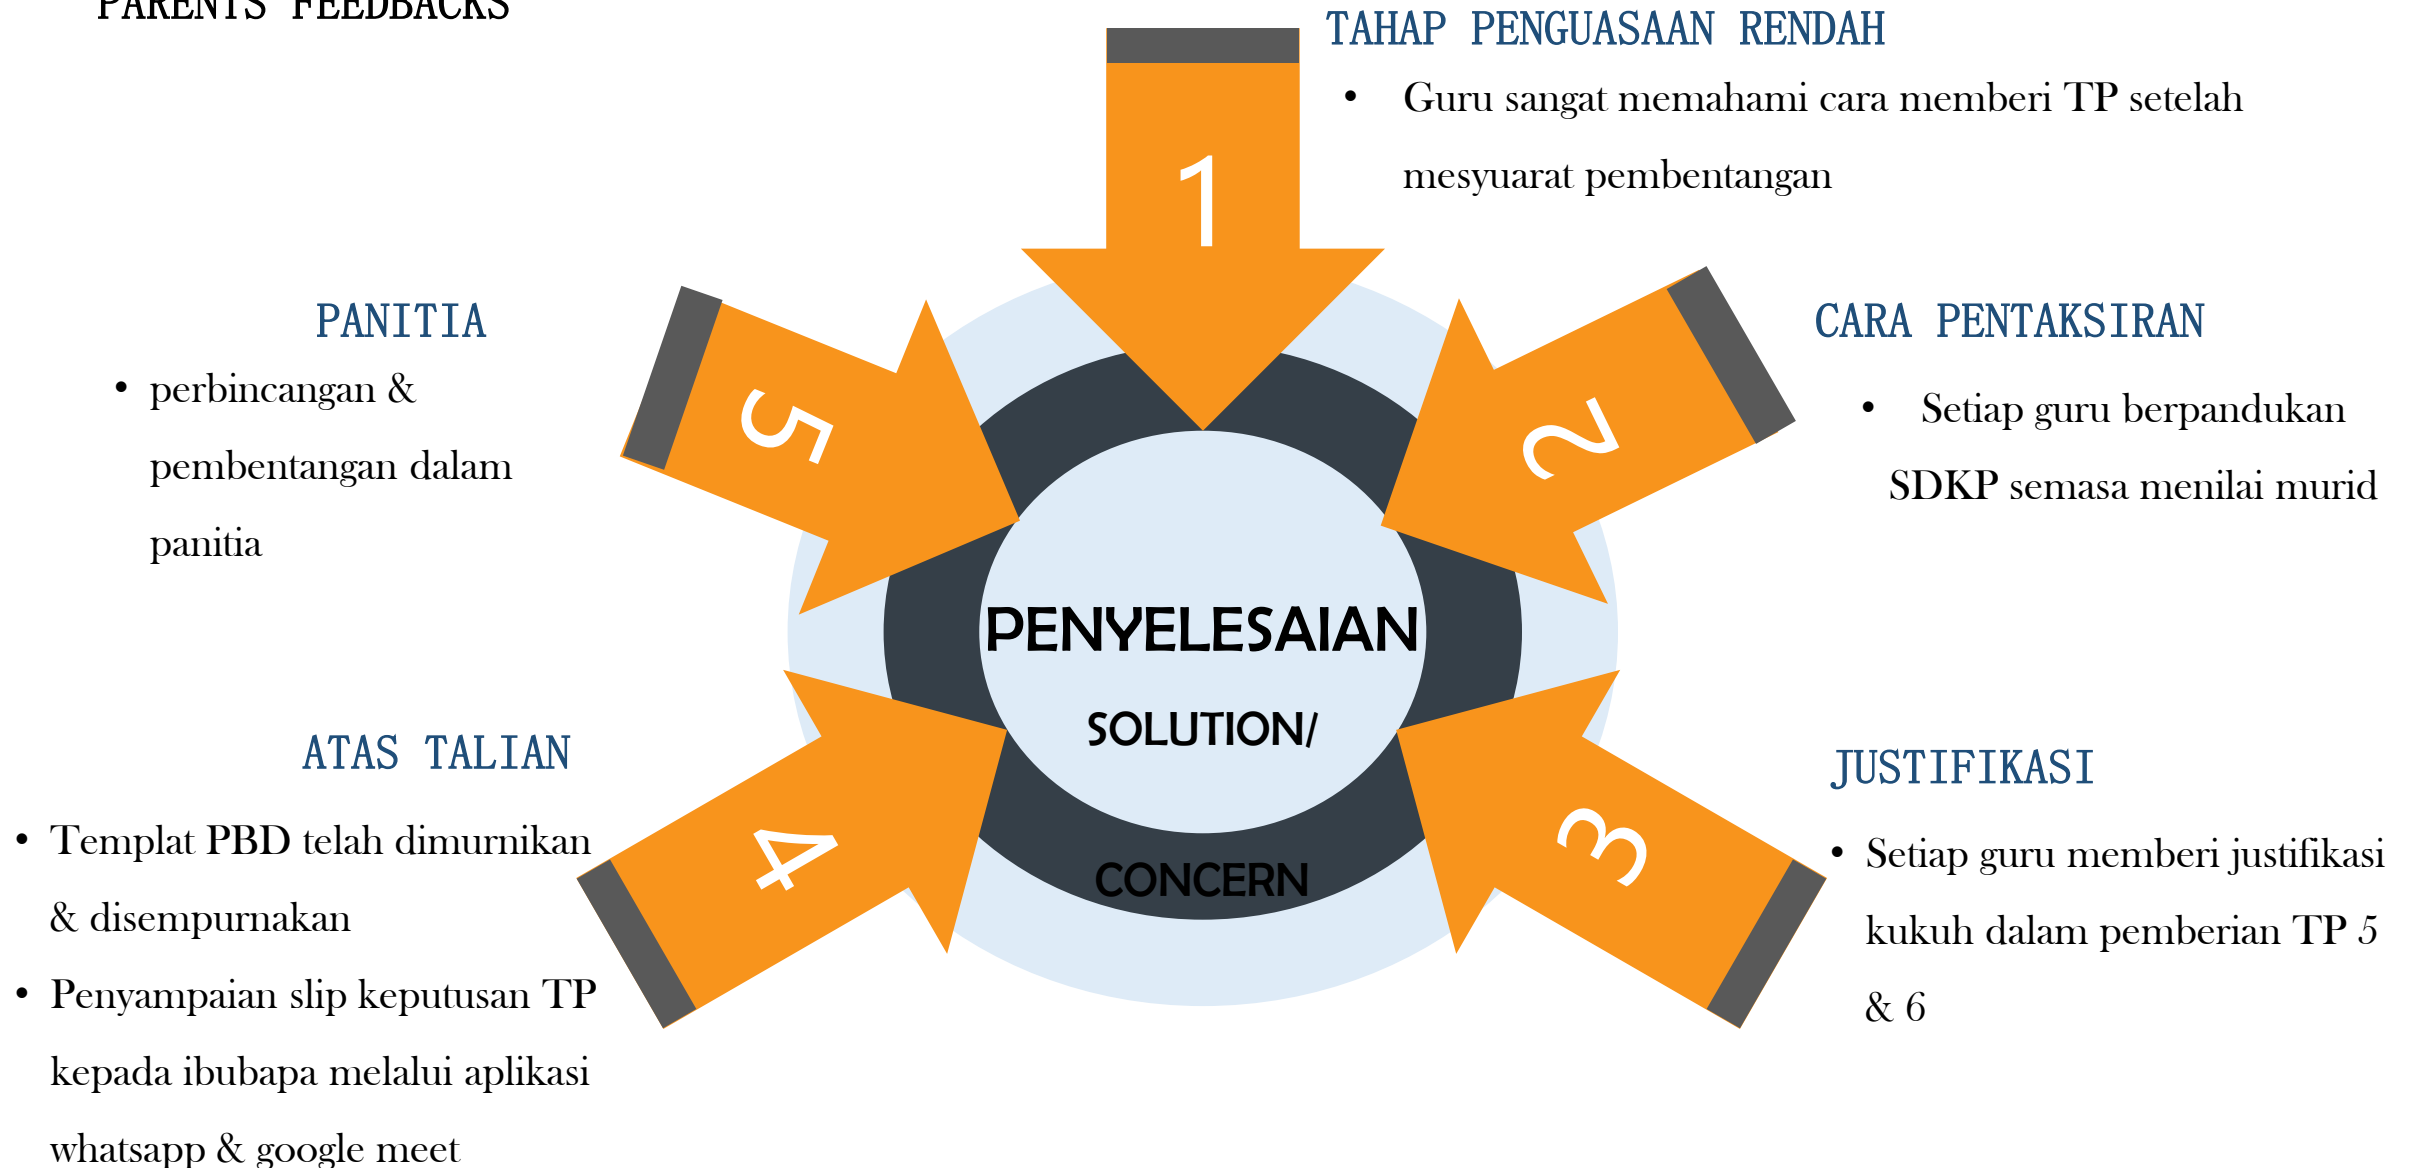 PARENTS FEEDBACKS
TAHAP PENGUASAAN RENDAH
• Guru sangat memahami cara memberi TP setelah
mesyuarat pembentangan
1
CARA PENTAKSIRAN
• Setiap guru berpandukan
SDKP semasa menilai murid
2
JUSTIFIKASI
• Setiap guru memberi justifikasi
kukuh dalam pemberian TP 5
& 6
3
ATAS TALIAN
• Templat PBD telah dimurnikan
& disempurnakan
• Penyampaian slip keputusan TP
kepada ibubapa melalui aplikasi
whatsapp & google meet
4
PANITIA
• perbincangan &
pembentangan dalam
panitia
5
PENYELESAIAN
SOLUTION/
CONCERN